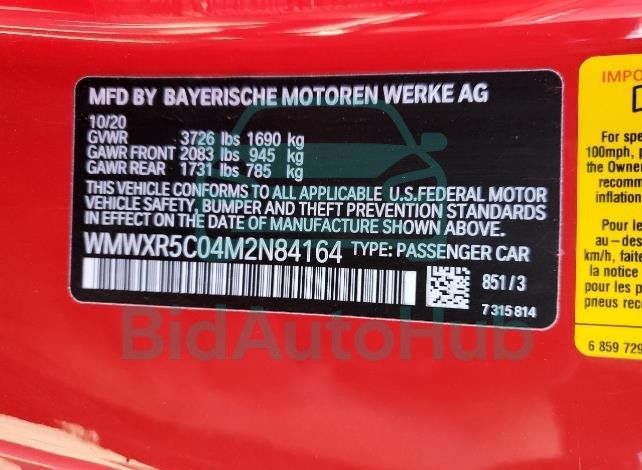 MFD BY BAYERISCHE MOTOREN WERKE AG
10/20
GVWR 3726 lbs 1690 kg
GAWR FRONT 2083 lbs 945 kg
GAWR REAR 1731 lbs 785 kg
THIS VEHICLE CONFORMS TO ALL APPLICABLE U.S.FEDERAL MOTOR
VEHICLE SAFETY, BUMPER AND THEFT PREVENTION STANDARDS
IN EFFECT ON THE DATE OF MANUFACTURE SHOWN ABOVE.
WMWXR5C04M2N84164 TYPE: PASSENGER CAR
851/3
7 315 814
BidAutoHub
IMPO
For spe
100mph, p
the Owner
recomm
inflation
Pour le
au-des
km/h, faite
la notice
pour les p
pneus rec
6 859 729